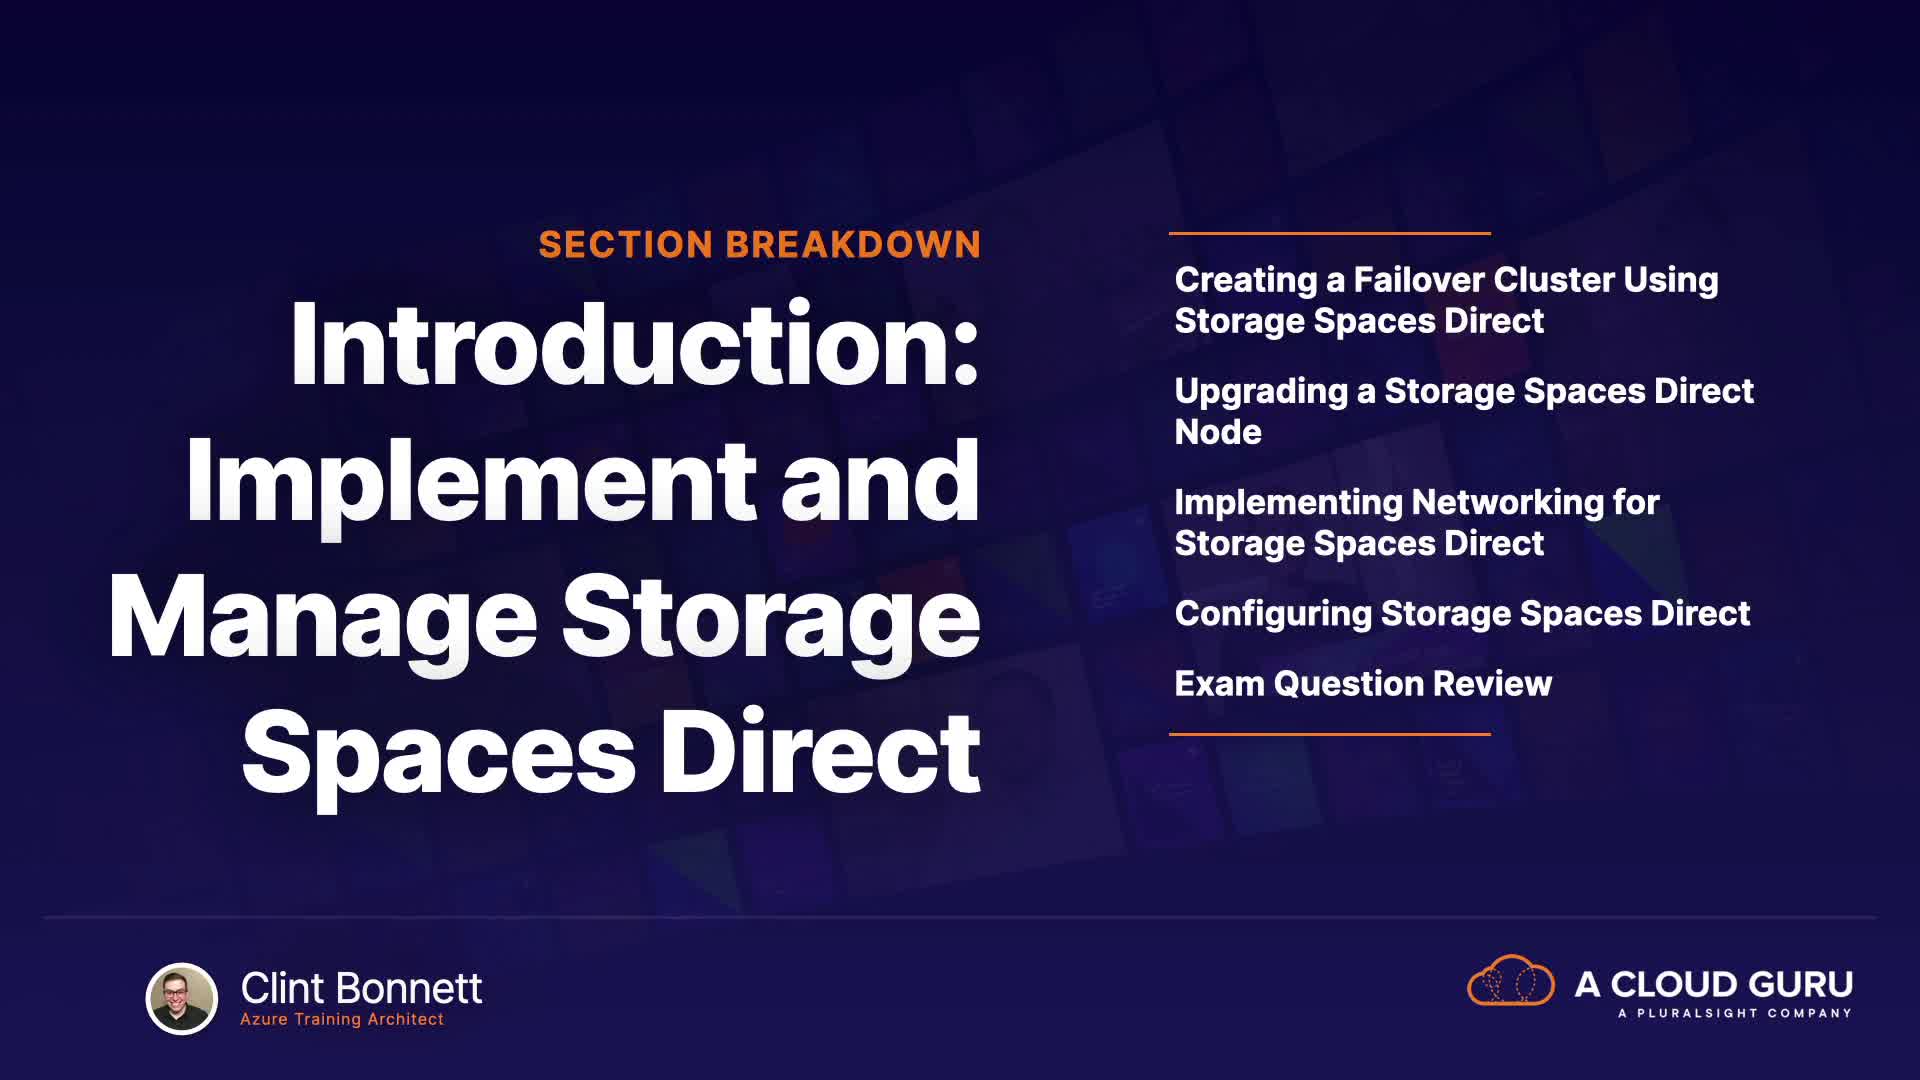 SECTION BREAKDOWN
Introduction:
Implement and
Manage Storage
Spaces Direct
Creating a Failover Cluster Using
Storage Spaces Direct
Upgrading a Storage Spaces Direct
Node
Implementing Networking for
Storage Spaces Direct
Configuring Storage Spaces Direct
Exam Question Review
Clint Bonnett
Azure Training Architect
A CLOUD GURU
A PLURALSIGHT COMPANY